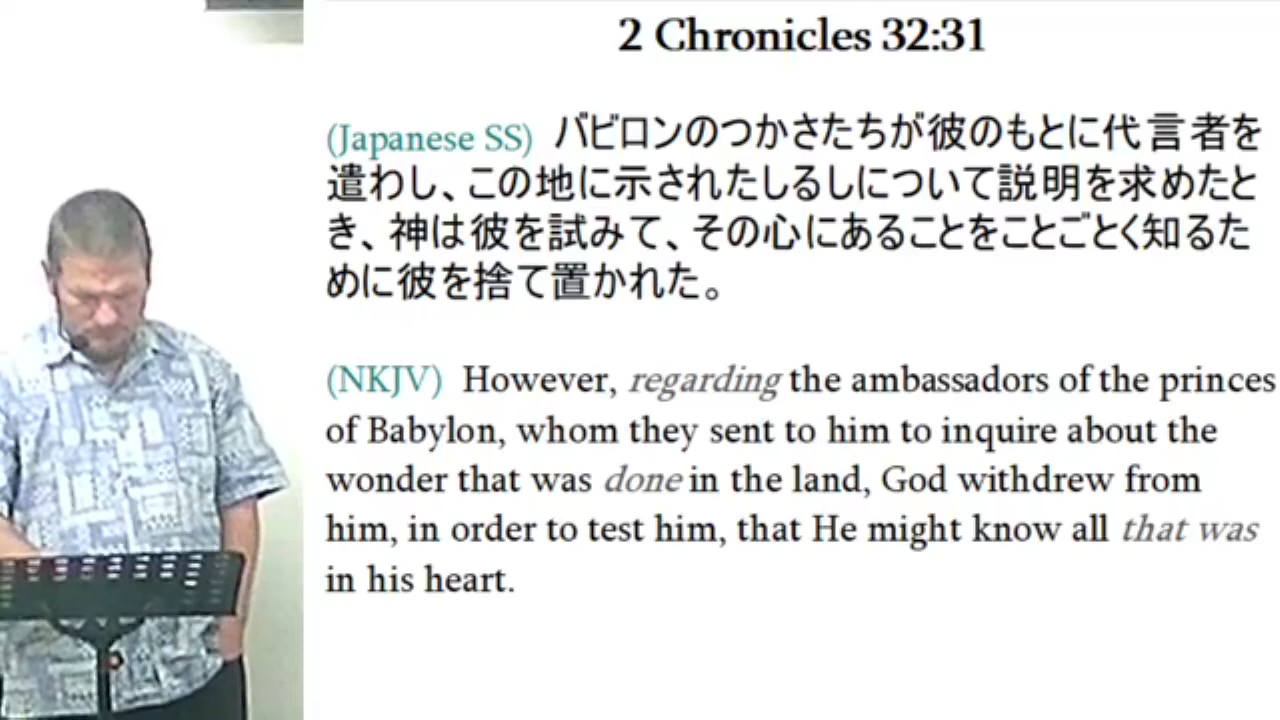 2 Chronicles 32:31
(Japanese SS) バビロンのつかさたちが彼のもとに代言者を
遣わし、この地に示されたしるしについて説明を求めたと
き、神は彼を試みて、その心にあることをことごとく知るた
めに彼を捨て置かれた。
(NKJV) However, regarding the ambassadors of the princes
of Babylon, whom they sent to him to inquire about the
wonder that was done in the land, God withdrew from
him, in order to test him, that He might know all that was
in his heart.